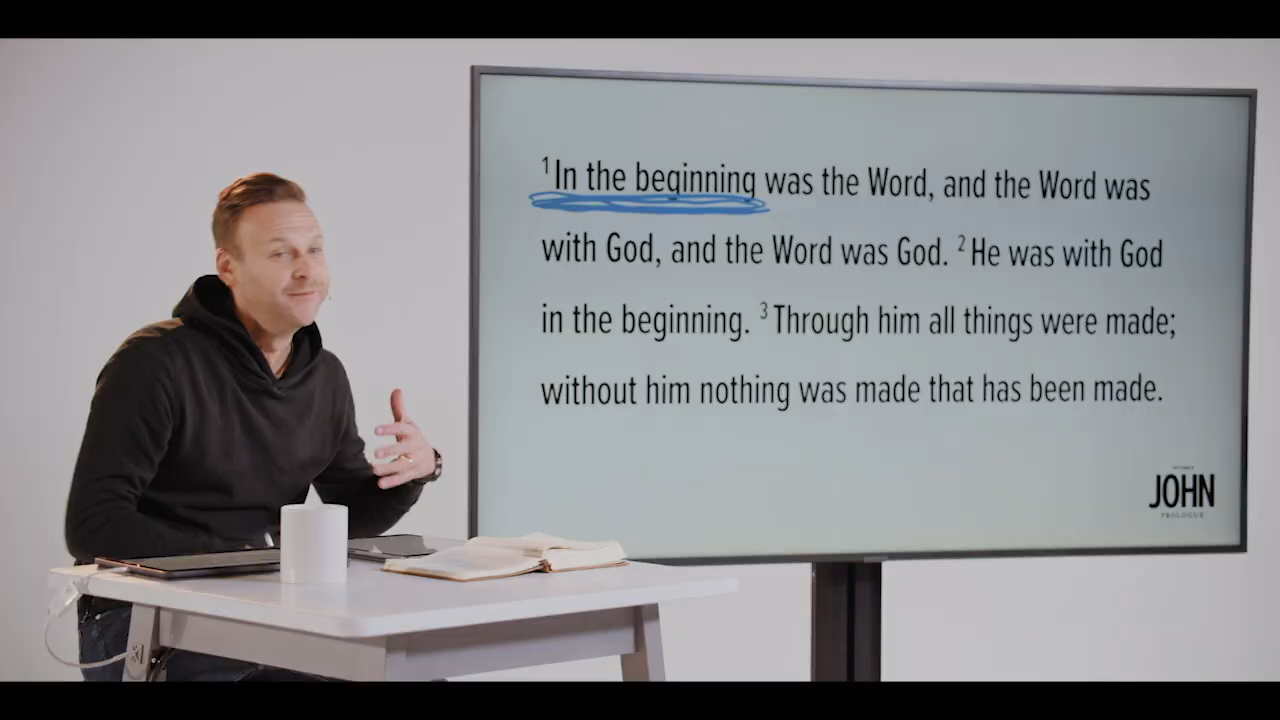 ¹In the beginning was the Word, and the Word was
with God, and the Word was God. ²He was with God
in the beginning. ³Through him all things were made;
without him nothing was made that has been made.
JOHN
PROLOGUE